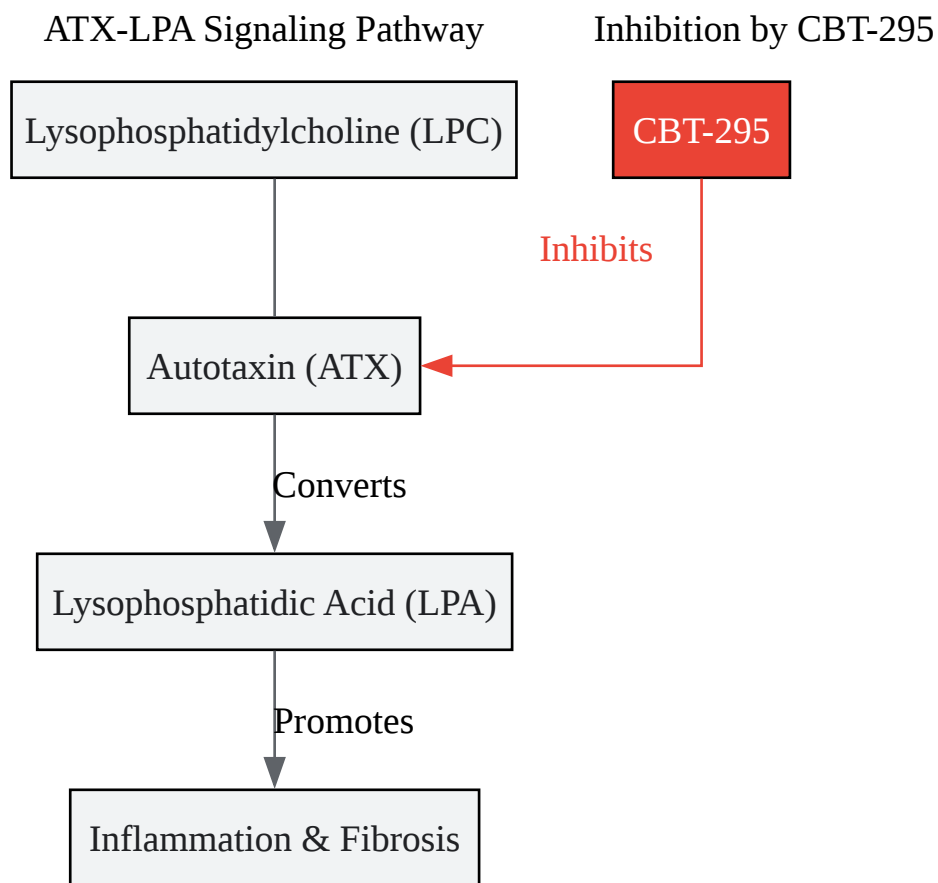 ATX-LPA Signaling Pathway
Inhibition by CBT-295
Lysophosphatidylcholine (LPC)
CBT-295
Inhibits
Autotaxin (ATX)
Converts
Lysophosphatidic Acid (LPA)
Promotes
Inflammation & Fibrosis